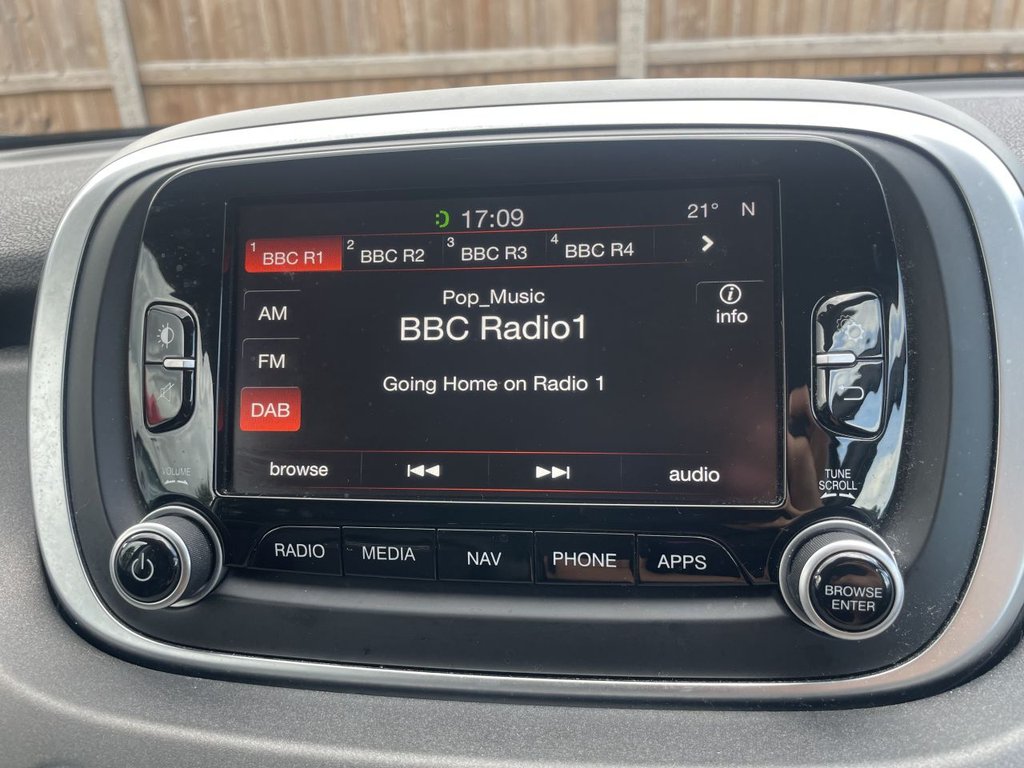 17:09
21° N
1 BBC R1 2 BBC R2 3 BBC R3 4 BBC R4
AM
FM
DAB
Pop_Music
BBC Radio1
Going Home on Radio 1
i
info
browse
audio
VOLUME
TUNE
SCROLL
RADIO MEDIA NAV PHONE APPS
BROWSE
ENTER